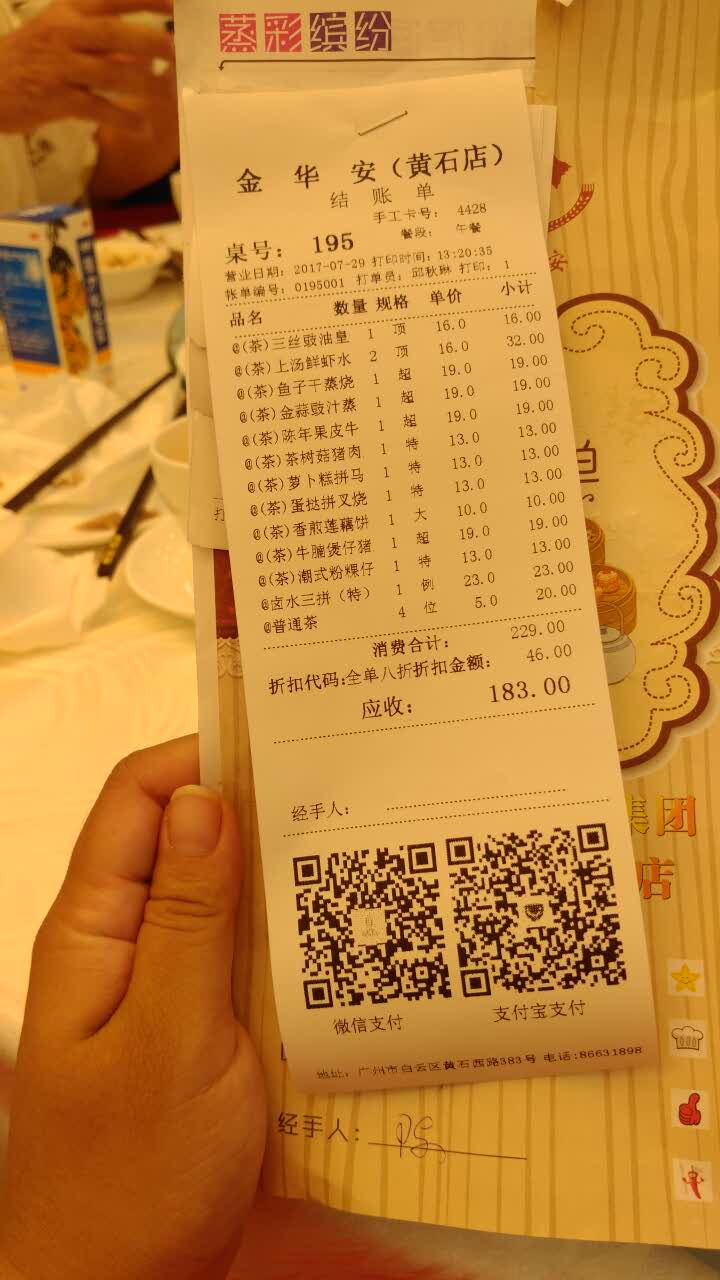 蒸彩缤纷
金 华 安（黄石店）
结 账 单
手工卡号： 4428
桌号： 195 餐段： 午餐
营业日期：2017-07-29 打印时间：13:20:35
帐单编号：0195001 打单员：邱秋琳 打印：1
品名 数量 规格 单价 小计
@(茶)三丝豉油皇 1 顶 16.0 16.00
@(茶)上汤鲜虾水 2 顶 16.0 32.00
@(茶)鱼子干蒸烧 1 超 19.0 19.00
@(茶)金蒜豉汁蒸 1 超 19.0 19.00
@(茶)陈年果皮牛 1 超 19.0 19.00
@(茶)茶树菇猪肉 1 特 13.0 13.00
@(茶)萝卜糕拼马 1 特 13.0 13.00
@(茶)蛋挞拼叉烧 1 特 13.0 13.00
@(茶)香煎莲藕饼 1 大 10.0 10.00
@(茶)牛腩煲仔猪 1 超 19.0 19.00
@(茶)潮式粉粿仔 1 特 13.0 13.00
@卤水三拼（特） 1 例 23.0 23.00
@普通茶 4 位 5.0 20.00
消费合计： 229.00
折扣代码:全单八折折扣金额： 46.00
应收： 183.00
经手人：
微信支付 支付宝支付
地址：广州市白云区黄石西路383号 电话:86631898
集团
店
安
经手人：